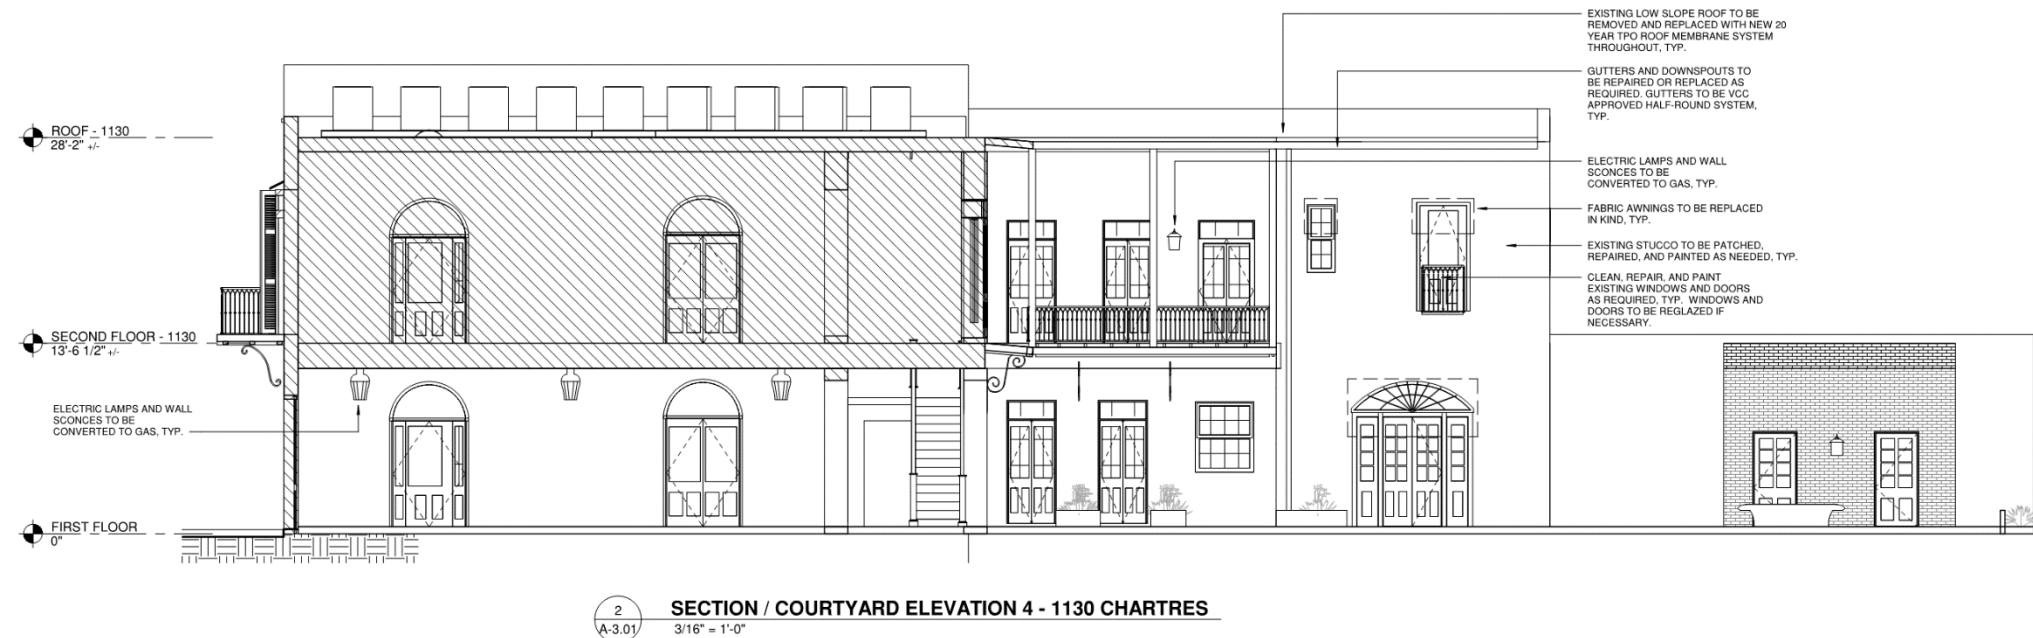 EXISTING LOW SLOPE ROOF TO BE
REMOVED AND REPLACED WITH NEW 20
YEAR TPO ROOF MEMBRANE SYSTEM
THROUGHOUT, TYP.
GUTTERS AND DOWNSPOUTS TO
BE REPAIRED OR REPLACED AS
REQUIRED. GUTTERS TO BE VCC
APPROVED HALF-ROUND SYSTEM,
TYP.
ROOF - 1130
28'-2" +/-
ELECTRIC LAMPS AND WALL
SCONCES TO BE
CONVERTED TO GAS, TYP.
FABRIC AWNINGS TO BE REPLACED
IN KIND, TYP.
EXISTING STUCCO TO BE PATCHED,
REPAIRED, AND PAINTED AS NEEDED, TYP.
CLEAN, REPAIR, AND PAINT
EXISTING WINDOWS AND DOORS
AS REQUIRED, TYP. WINDOWS AND
DOORS TO BE REGLAZED IF
NECESSARY.
SECOND FLOOR - 1130
13'-6 1/2" +/-
ELECTRIC LAMPS AND WALL
SCONCES TO BE
CONVERTED TO GAS, TYP.
FIRST FLOOR
0"
2
A-3.01
SECTION / COURTYARD ELEVATION 4 - 1130 CHARTRES
3/16" = 1'-0"